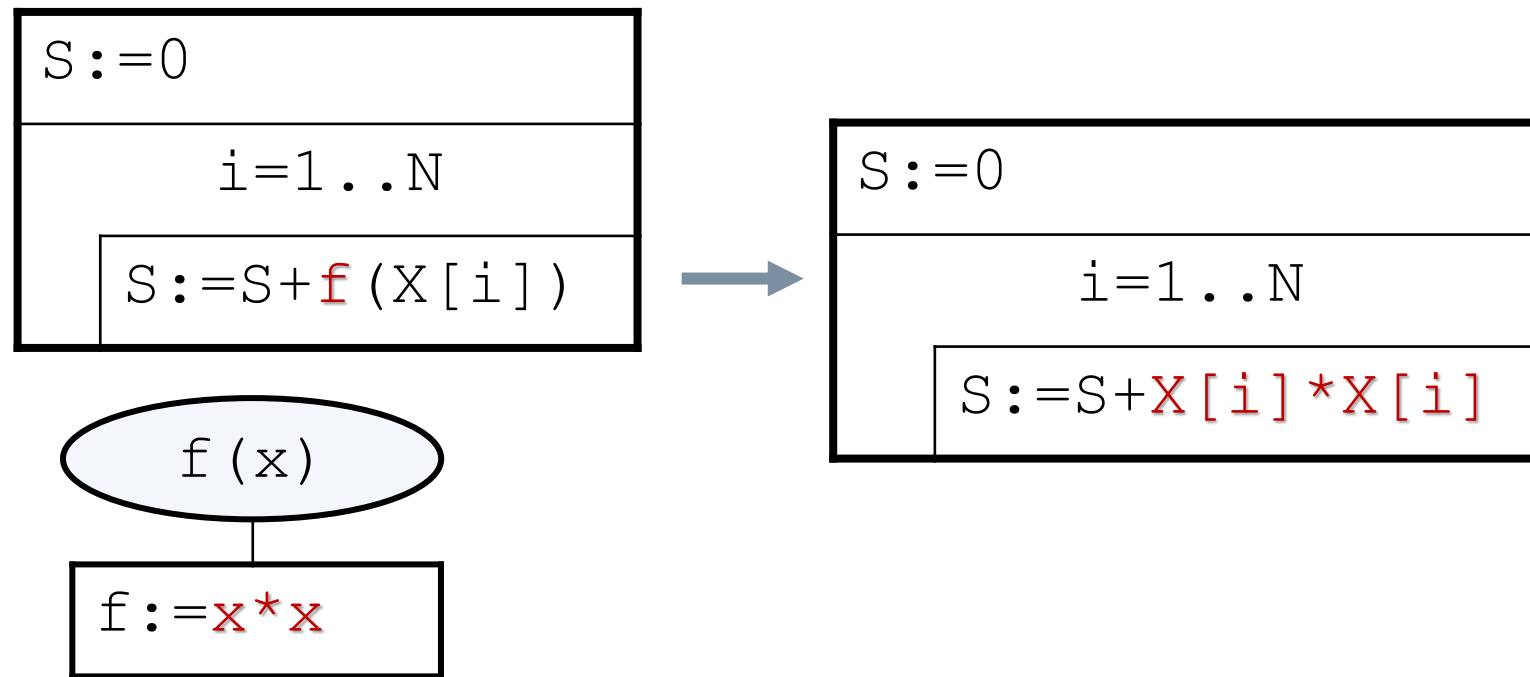 S:=0
i=1..N
S:=S+f(X[i])
f(x)
f:=x*x
S:=0
i=1..N
S:=S+X[i]*X[i]